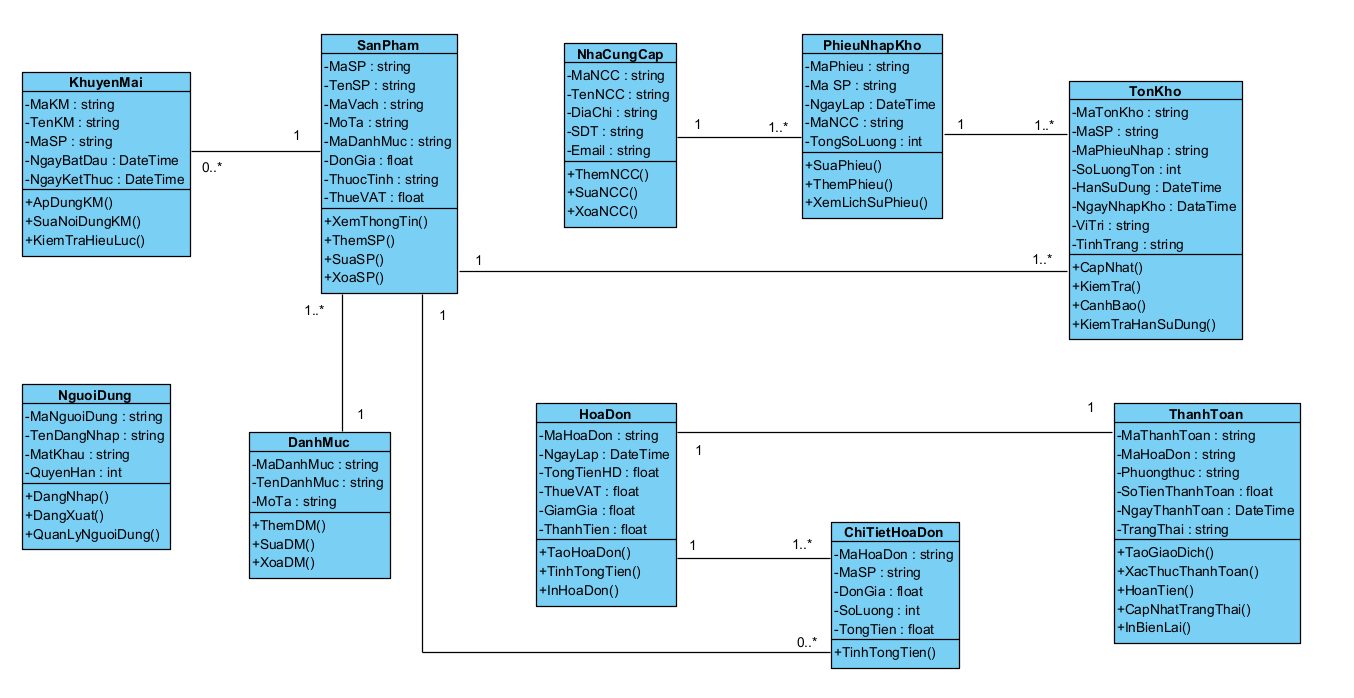 KhuyenMai
-MaKM : string
-TenKM : string
-MaSP : string
-NgayBatDau : DateTime
-NgayKetThuc : DateTime
+ApDungKM()
+SuaNoiDungKM()
+KiemTraHieuLuc()
0..*
1
SanPham
-MaSP : string
-TenSP : string
-MaVach : string
-MoTa : string
-MaDanhMuc : string
-DonGia : float
-ThuocTinh : string
-ThueVAT : float
+XemThongTin()
+ThemSP()
+SuaSP()
+XoaSP()
NhaCungCap
-MaNCC : string
-TenNCC : string
-DiaChi : string
-SDT : string
-Email : string
+ThemNCC()
+SuaNCC()
+XoaNCC()
1
1..*
PhieuNhapKho
-MaPhieu : string
-Ma SP : string
-NgayLap : DateTime
-MaNCC : string
-TongSoLuong : int
+SuaPhieu()
+ThemPhieu()
+XemLichSuPhieu()
1
1..*
TonKho
-MaTonKho : string
-MaSP : string
-MaPhieuNhap : string
-SoLuongTon : int
-HanSuDung : DateTime
-NgayNhapKho : DataTime
-ViTri : string
-TinhTrang : string
+CapNhat()
+KiemTra()
+CanhBao()
+KiemTraHanSuDung()
1
1..*
1..*
1
1
NguoiDung
-MaNguoiDung : string
-TenDangNhap : string
-MatKhau : string
-QuyenHan : int
+DangNhap()
+DangXuat()
+QuanLyNguoiDung()
DanhMuc
-MaDanhMuc : string
-TenDanhMuc : string
-MoTa : string
+ThemDM()
+SuaDM()
+XoaDM()
HoaDon
-MaHoaDon : string
-NgayLap : DateTime
-TongTienHD : float
-ThueVAT : float
-GiamGia : float
-ThanhTien : float
+TaoHoaDon()
+TinhTongTien()
+InHoaDon()
1
1
1
1..*
0..*
ChiTietHoaDon
-MaHoaDon : string
-MaSP : string
-DonGia : float
-SoLuong : int
-TongTien : float
+TinhTongTien()
ThanhToan
-MaThanhToan : string
-MaHoaDon : string
-Phuongthuc : string
-SoTienThanhToan : float
-NgayThanhToan : DateTime
-TrangThai : string
+TaoGiaoDich()
+XacThucThanhToan()
+HoanTien()
+CapNhatTrangThai()
+InBienLai()